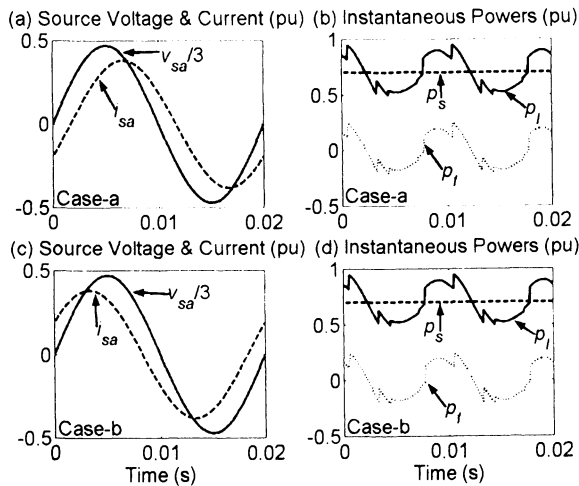 (a) Source Voltage & Current (pu)
0.5
v_sa/3
i_sa
0
Case-a
-0.5
0
0.01
0.02
(b) Instantaneous Powers (pu)
1
p_s
p_l
0.5
p_f
0
Case-a
0
0.01
0.02
(c) Source Voltage & Current (pu)
0.5
v_sa/3
i_sa
0
Case-b
-0.5
0
0.01
0.02
Time (s)
(d) Instantaneous Powers (pu)
1
p_s
p_l
0.5
0
p_f
Case-b
-0.5
0
0.01
0.02
Time (s)